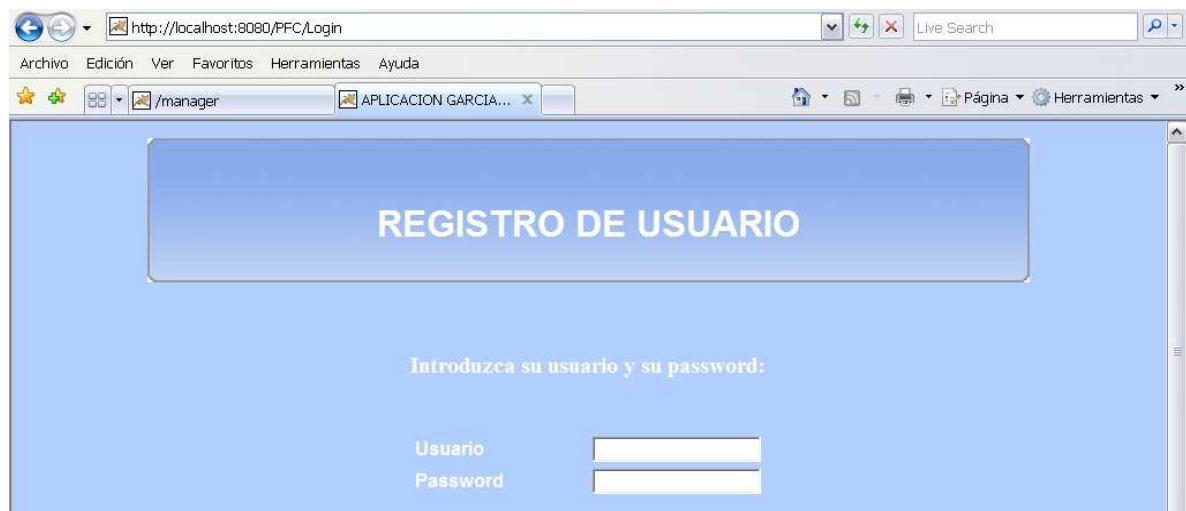 http://localhost:8080/PFC/Login Live Search
Archivo Edición Ver Favoritos Herramientas Ayuda
/manager APLICACION GARCIA... Página Herramientas »
REGISTRO DE USUARIO
Introduzca su usuario y su password:
Usuario
Password